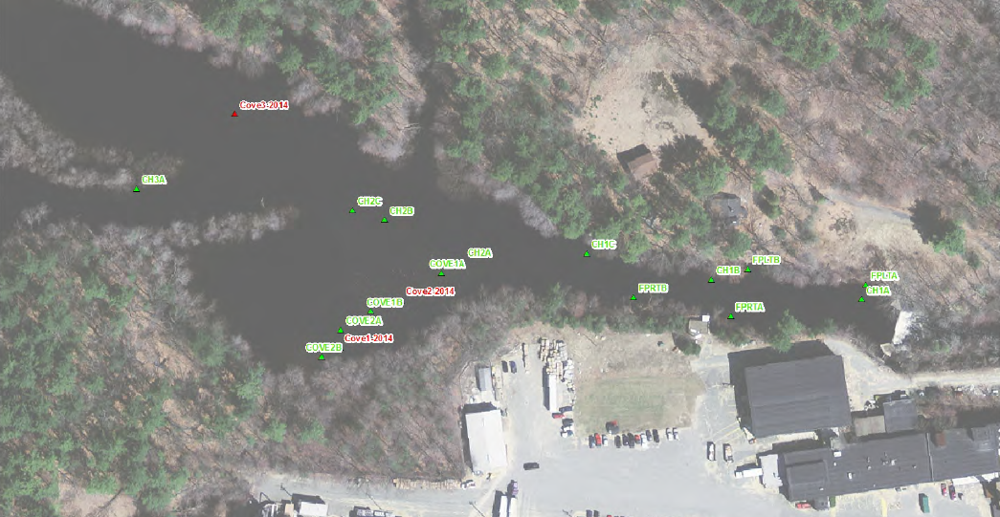 Cove3-2014
CH3A
CH2C
CH2B
CH1C
CH2A
COVE1A
FPLTB
CH1B
FPLTA
FPRTB
Cove2-2014
CH1A
COVE1B
FPRTA
COVE2A
Cove1-2014
COVE2B